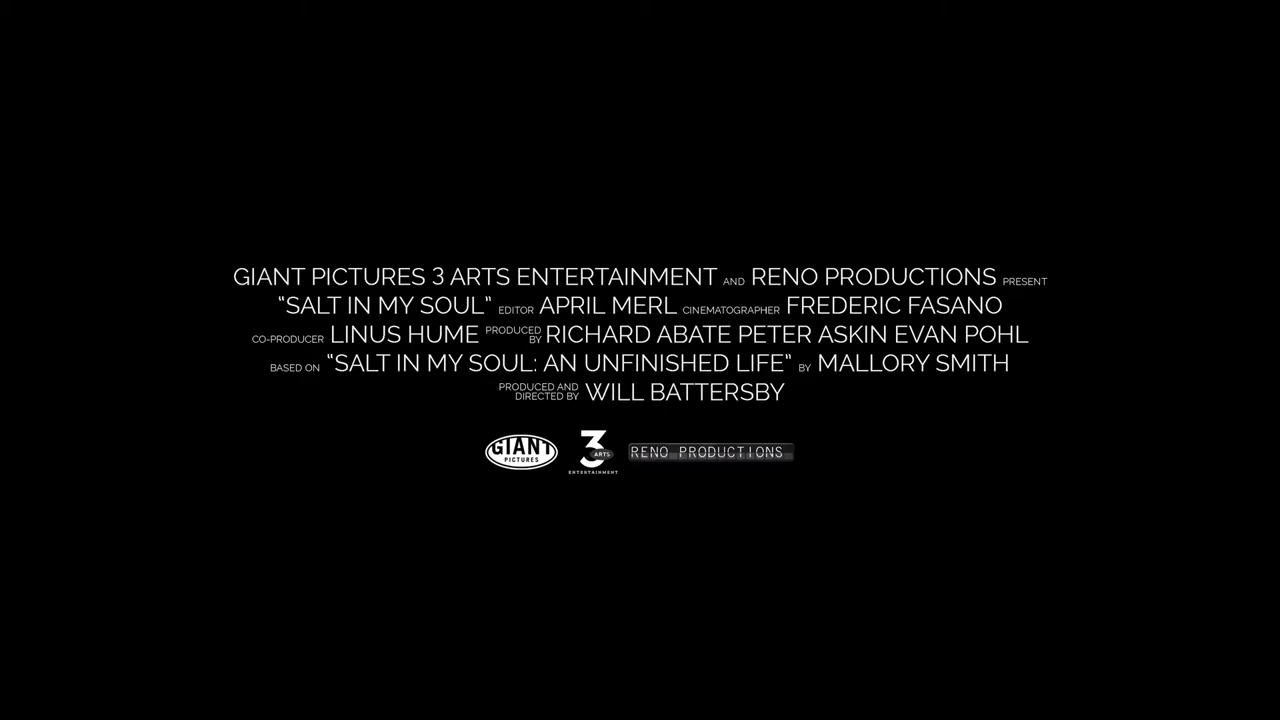 GIANT PICTURES 3 ARTS ENTERTAINMENT AND RENO PRODUCTIONS PRESENT
“SALT IN MY SOUL” EDITOR APRIL MERL CINEMATOGRAPHER FREDERIC FASANO
CO-PRODUCER LINUS HUME PRODUCED BY RICHARD ABATE PETER ASKIN EVAN POHL
BASED ON “SALT IN MY SOUL: AN UNFINISHED LIFE” BY MALLORY SMITH
PRODUCED AND DIRECTED BY WILL BATTERSBY
GIANT PICTURES 3 ARTS ENTERTAINMENT RENO PRODUCTIONS